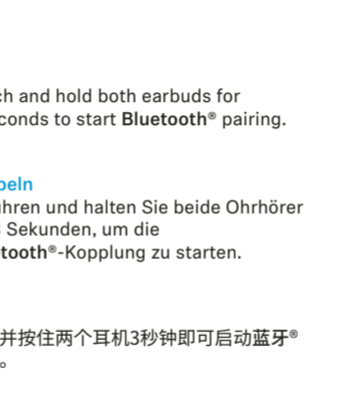 ch and hold both earbuds for
conds to start Bluetooth® pairing.
peln
ühren und halten Sie beide Ohrhörer
Sekunden, um die
tooth®-Kopplung zu starten.
并按住两个耳机3秒钟即可启动蓝牙®
。